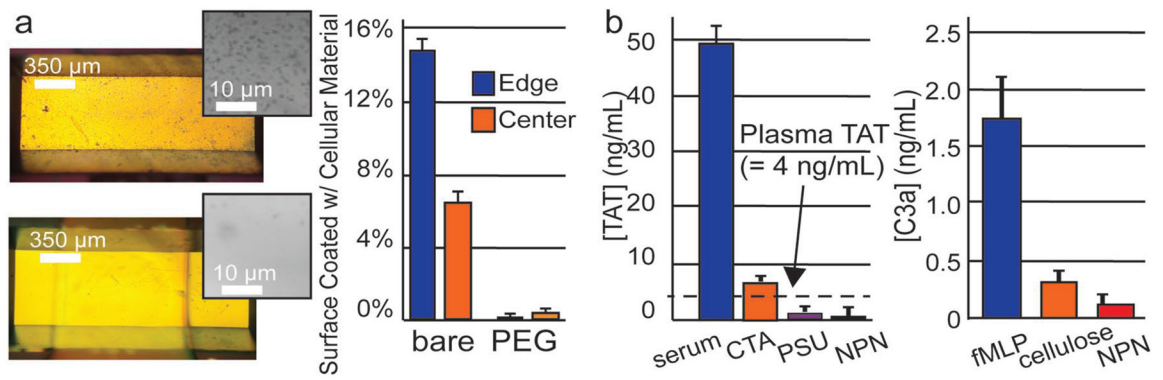 a
350 µm
10 µm
350 µm
10 µm
Surface Coated w/ Cellular Material
16%
12%
8%
4%
0%
Edge
Center
bare PEG
b
[TAT] (ng/mL)
50
40
30
20
10
0
Plasma TAT
(= 4 ng/mL)
serum CTA PSU NPN
[C3a] (ng/mL)
2.5
2.0
1.5
1.0
0.5
0
fMLP cellulose NPN